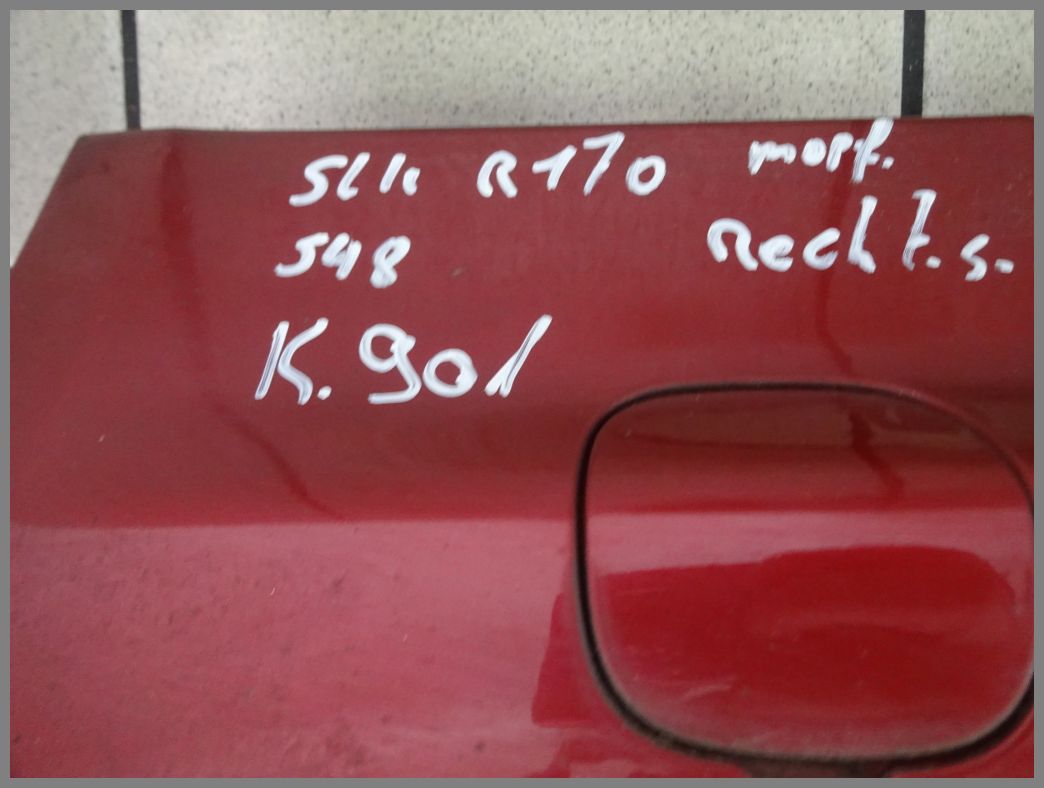 SLK R170 mopf.
548 Rechts.
K.901